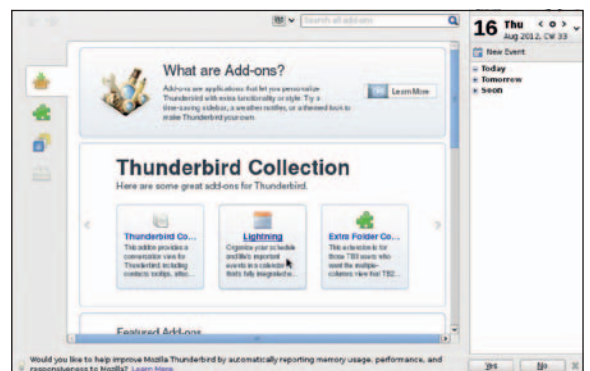 Search all add-ons
What are Add-ons?
Add-ons are applications that let you personalize
Thunderbird with extra functionality or style. Try a
time-saving sidebar, a weather notifier, or a themed look to
make Thunderbird your own.
Learn More
Thunderbird Collection
Here are some great add-ons for Thunderbird.
Thunderbird Co...
This addon provides a
conversation view for
Thunderbird, including
contacts tooltips, attac...
Lightning
Organize your schedule
and life's important
events in a calendar
that's fully integrated w...
Extra Folder Co...
This extension is for
those TB3 users who
want the multiple-
columns view that TB2...
Featured Add-ons
16 Thu
Aug 2012, CW 33
New Event
Today
Tomorrow
Soon
Would you like to help improve Mozilla Thunderbird by automatically reporting memory usage, performance, and
responsiveness to Mozilla? Learn More
Yes
No